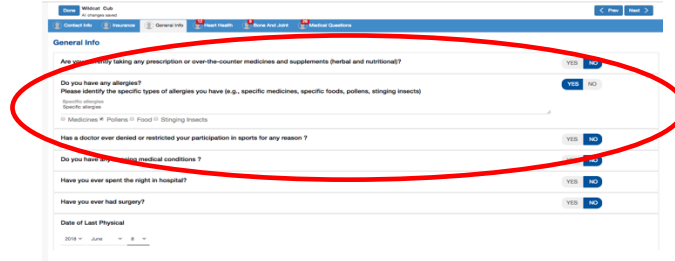 Done Wildcat Cub < Prev Next >
All changes saved
Contact Info Insurance General Info Heart Health Bone And Joint Medical Questions
General Info
Are you currently taking any prescription or over-the-counter medicines and supplements (herbal and nutritional)? YES NO
Do you have any allergies? YES NO
Please identify the specific types of allergies you have (e.g., specific medicines, specific foods, pollens, stinging insects)
Specific allergies
Specific allergies
Medicines Pollens Food Stinging Insects
Has a doctor ever denied or restricted your participation in sports for any reason ? YES NO
Do you have any ongoing medical conditions ? YES NO
Have you ever spent the night in hospital? YES NO
Have you ever had surgery? YES NO
Date of Last Physical
2018 June 8